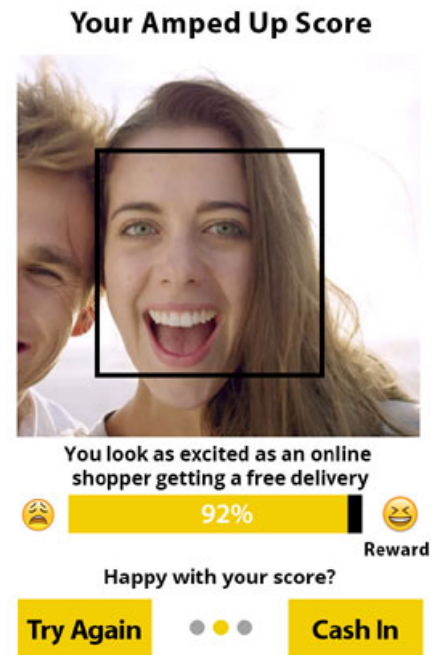 Your Amped Up Score
You look as excited as an online
shopper getting a free delivery
92%
Reward
Happy with your score?
Try Again
Cash In